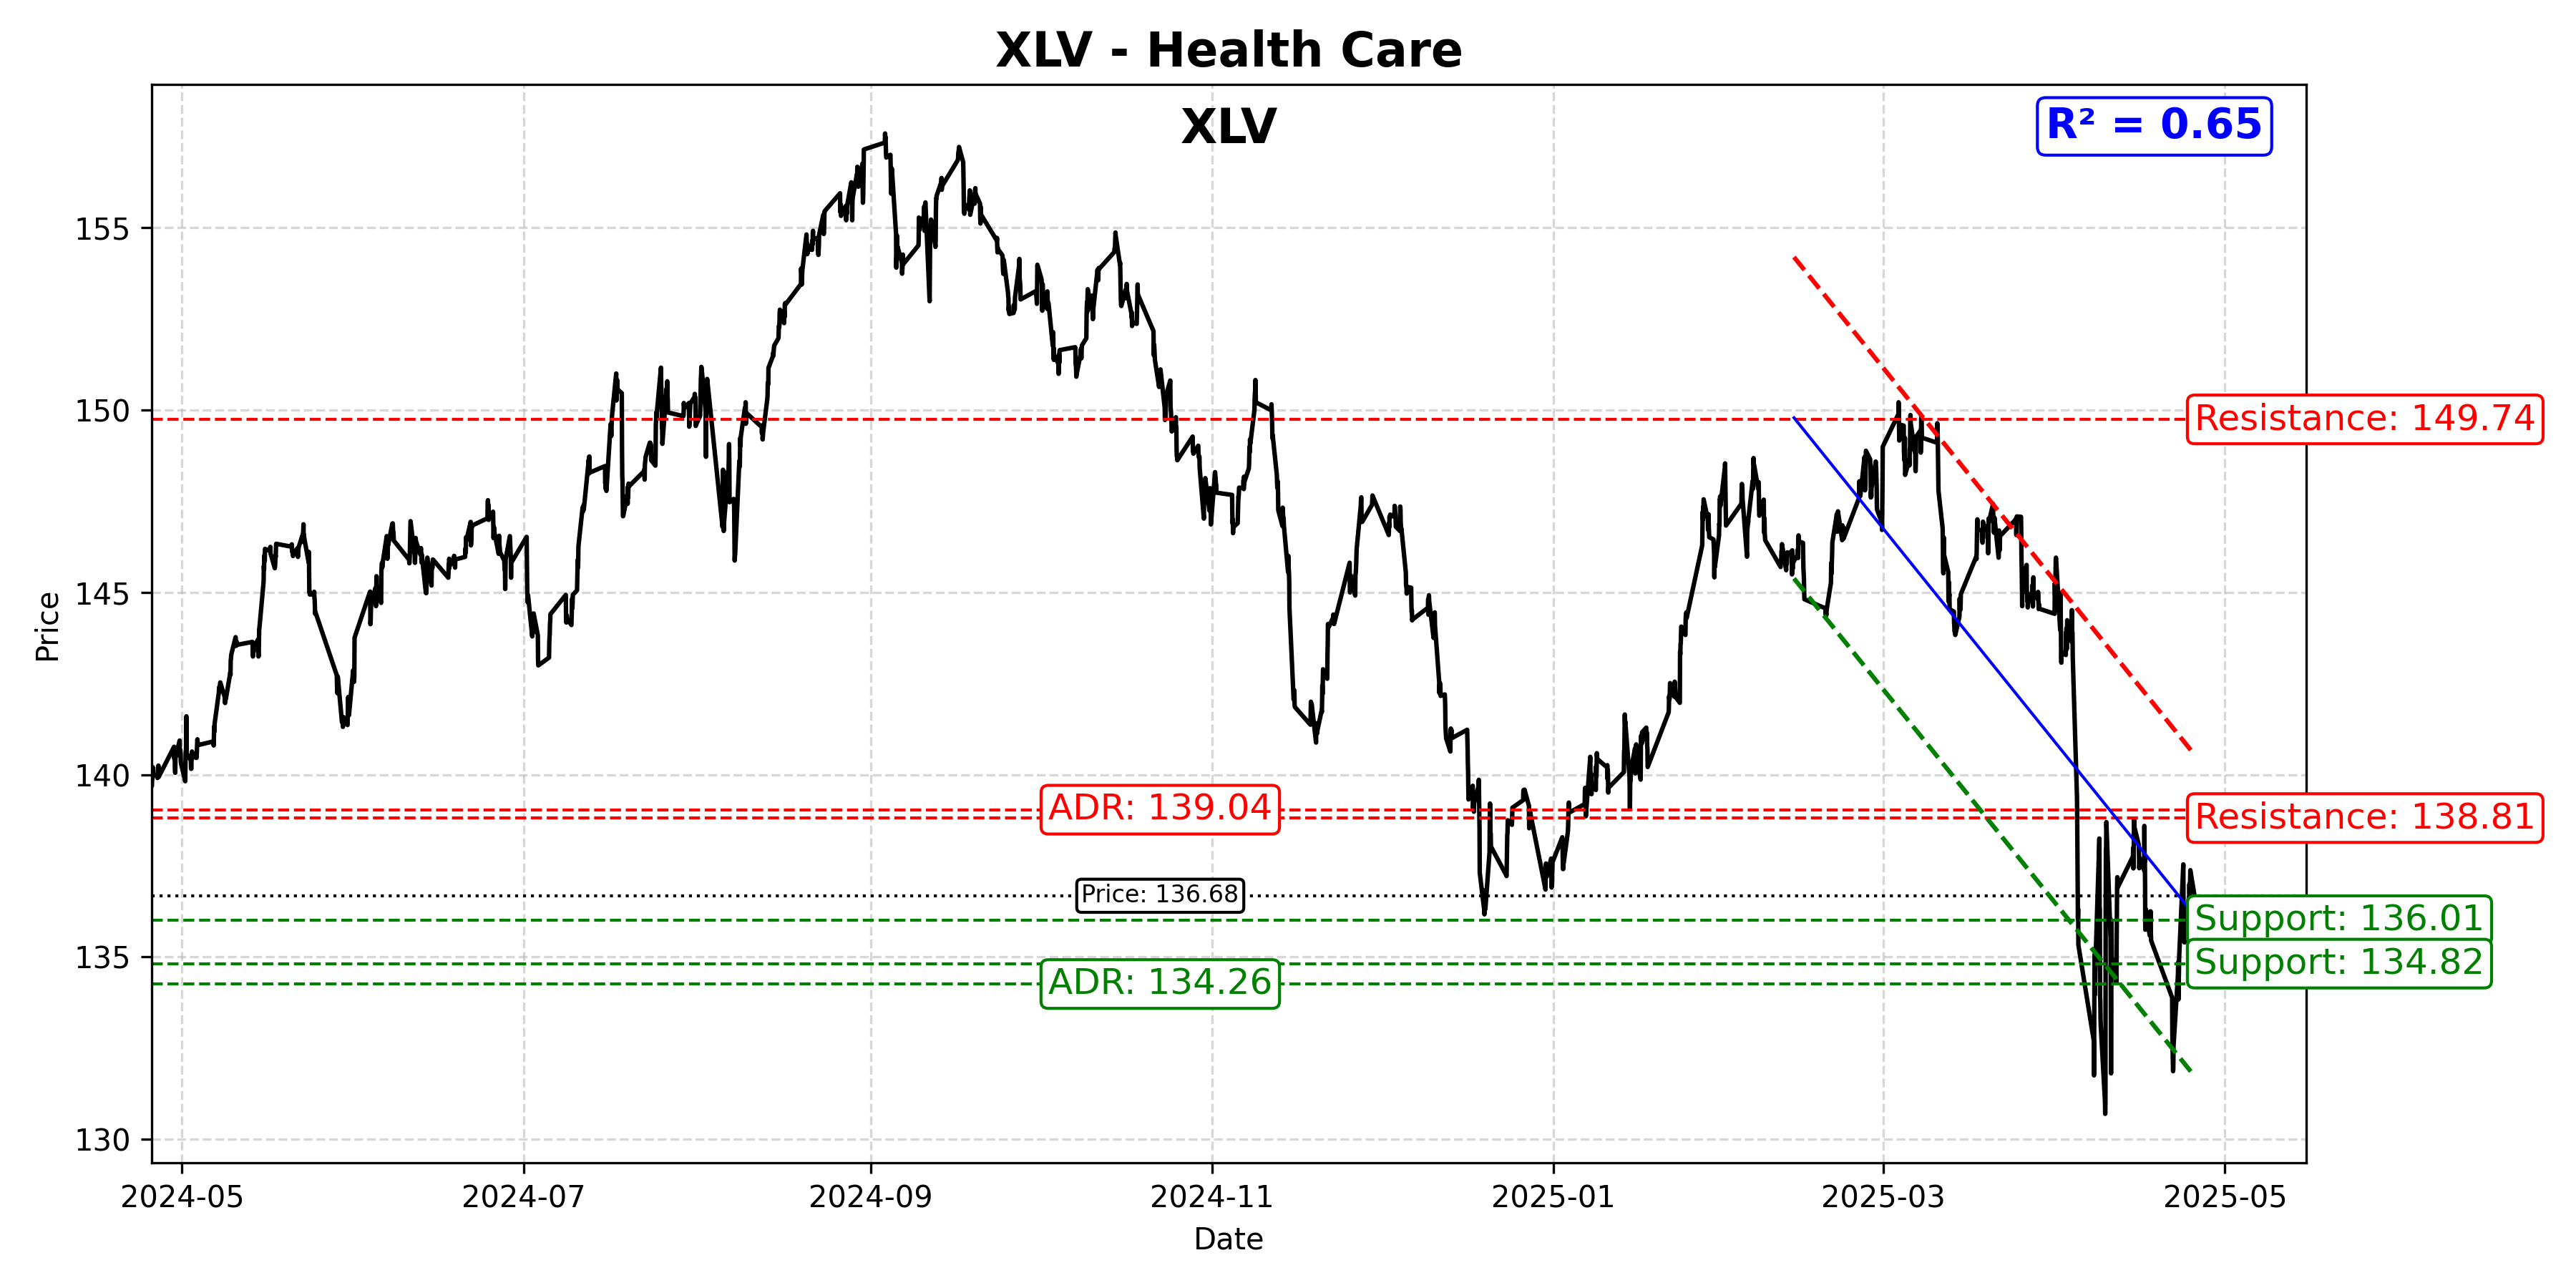 XLV - Health Care
XLV
R² = 0.65
155
150
145
140
135
130
Price
Resistance: 149.74
ADR: 139.04
Resistance: 138.81
Price: 136.68
Support: 136.01
Support: 134.82
ADR: 134.26
2024-05
2024-07
2024-09
2024-11
2025-01
2025-03
2025-05
Date